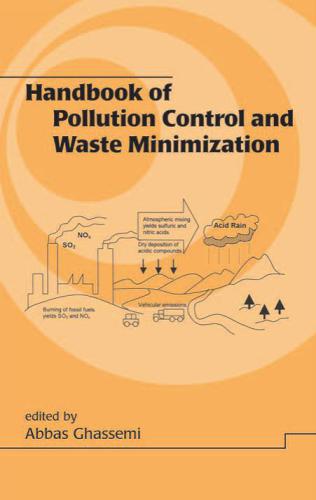 Handbook of
Pollution Control and
Waste Minimization
Atmospheric mixing
yields sulfuric and
nitric acids
Acid Rain
NOx
SO2
Dry deposition of
acidic compounds
Burning of fossil fuels
yields SO2 and NOx
Vehicular emissions
edited by
Abbas Ghassemi